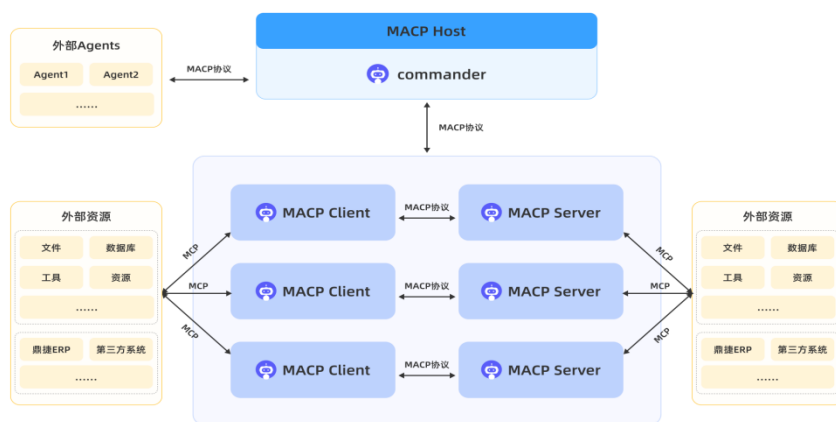 外部Agents
Agent1
Agent2
......
MACP协议
MACP Host
commander
MACP协议
外部资源
文件
数据库
工具
资源
......
鼎捷ERP
第三方系统
......
MCP
MCP
MCP
MACP Client
MACP协议
MACP Server
MACP Client
MACP协议
MACP Server
MACP Client
MACP协议
MACP Server
MCP
MCP
MCP
外部资源
文件
数据库
工具
资源
......
鼎捷ERP
第三方系统
......